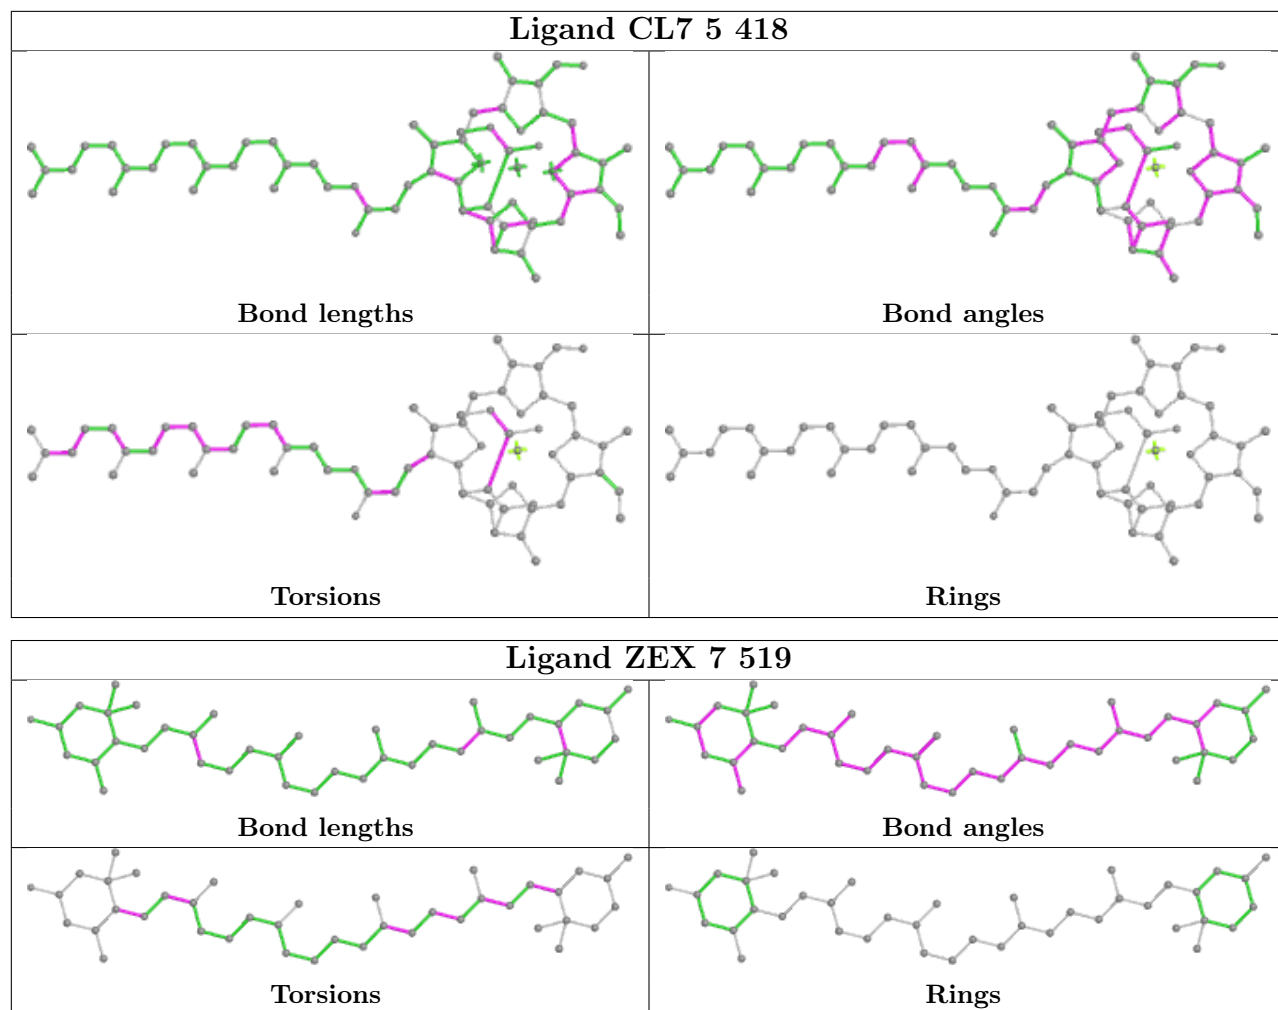 Ligand CL7 5 418
Bond lengths
Bond angles
Torsions
Rings
Ligand ZEX 7 519
Bond lengths
Bond angles
Torsions
Rings